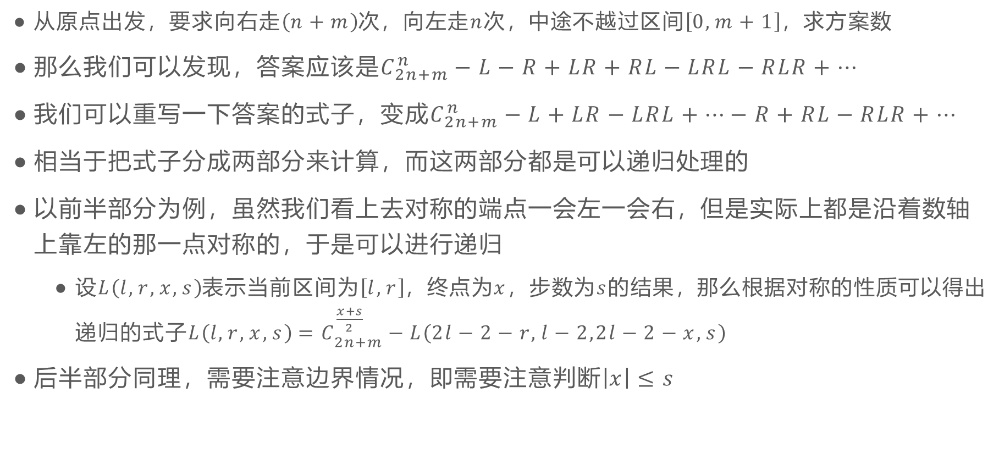 • 从原点出发，要求向右走(n + m)次，向左走n次，中途不越过区间[0, m + 1]，求方案数
• 那么我们可以发现，答案应该是C_{2n+m}^{n} − L − R + LR + RL − LRL − RLR + ⋯
• 我们可以重写一下答案的式子，变成C_{2n+m}^{n} − L + LR − LRL + ⋯ − R + RL − RLR + ⋯
• 相当于把式子分成两部分来计算，而这两部分都是可以递归处理的
• 以前半部分为例，虽然我们看上去对称的端点一会左一会右，但是实际上都是沿着数轴
上靠左的那一点对称的，于是可以进行递归
• 设L(l, r, x, s)表示当前区间为[l, r]，终点为x，步数为s的结果，那么根据对称的性质可以得出
递归的式子L(l, r, x, s) = C_{2n+m}^{\frac{x+s}{2}} − L(2l − 2 − r, l − 2,2l − 2 − x, s)
• 后半部分同理，需要注意边界情况，即需要注意判断|x| ≤ s